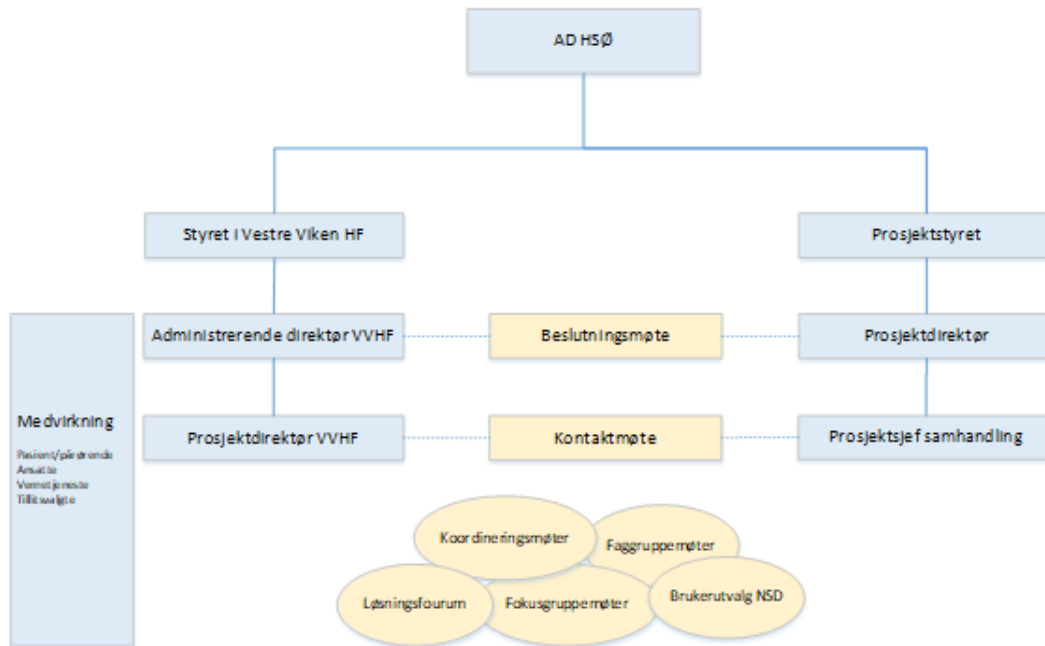 AD HSØ
Styret i Vestre Viken HF
Prosjektstyret
Administrerende direktør VVHF
Beslutningsmøte
Prosjektdirektør
Medvirkning
Pasient/pårørende
Ansatte
Vernetjeneste
Tillitsvalgte
Prosjektdirektør VVHF
Kontaktmøte
Prosjektsjef samhandling
Koordineringsmøter
Faggruppemøter
Løsningsfourum
Fokusgruppemøter
Brukerutvalg NSD